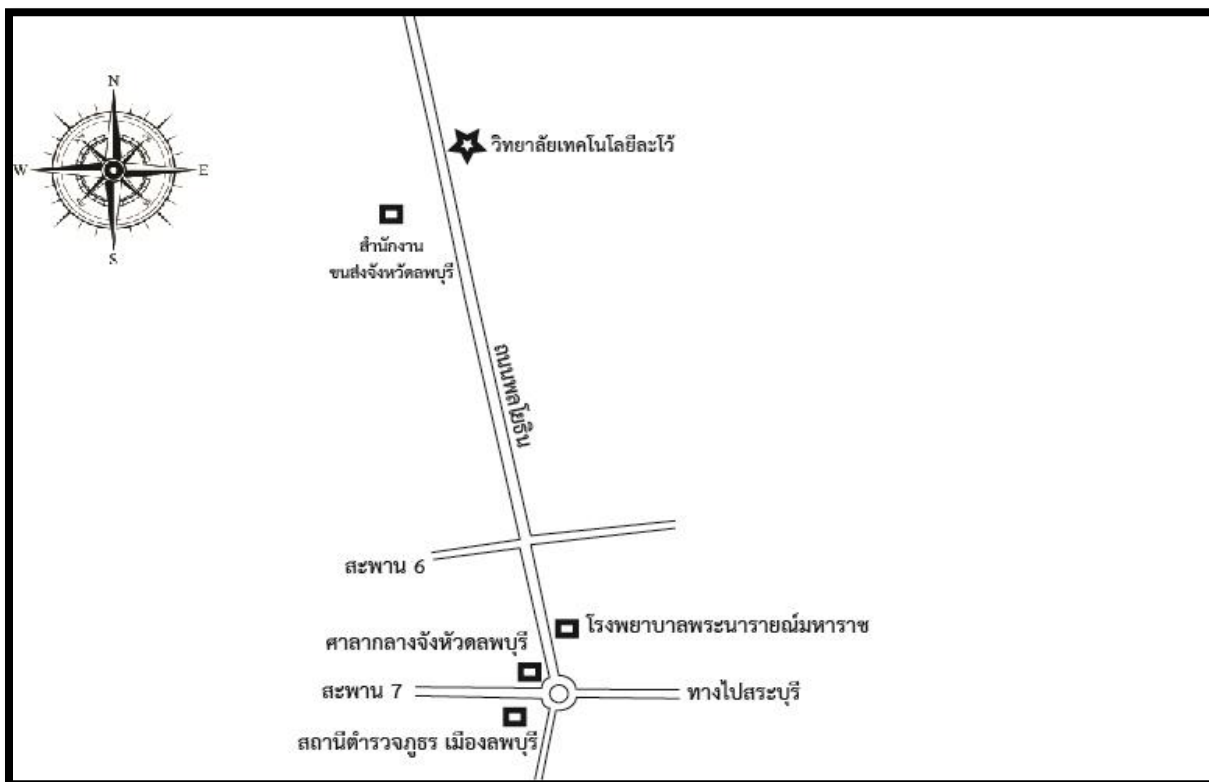 N
W
E
S
วิทยาลัยเทคโนโลยีละโว้
สำนักงาน
ขนส่งจังหวัดลพบุรี
ถนนพลโยธิน
สะพาน 6
โรงพยาบาลพระนารายณ์มหาราช
ศาลากลางจังหัวดลพบุรี
สะพาน 7
ทางไปสระบุรี
สถานีตำรวจภูธร เมืองลพบุรี